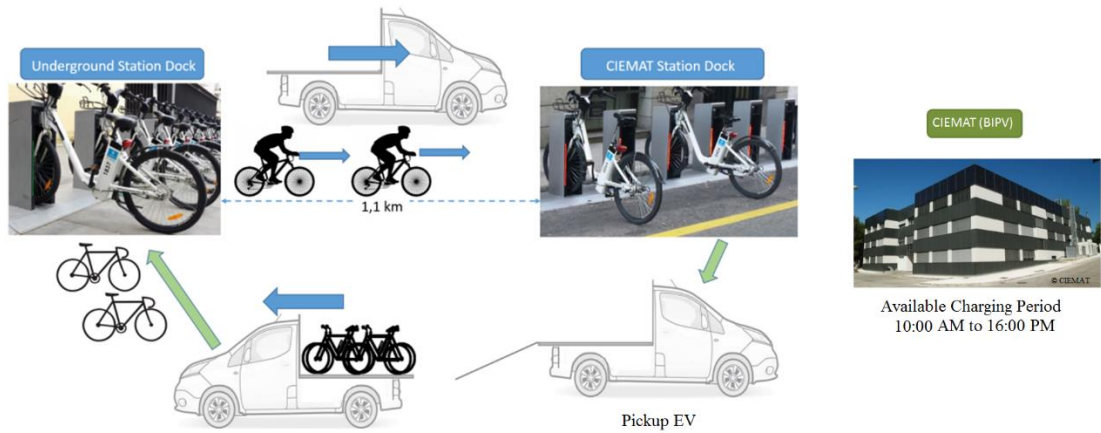 Underground Station Dock
CIEMAT Station Dock
CIEMAT (BIPV)
1,1 km
© CIEMAT
Available Charging Period
10:00 AM to 16:00 PM
Pickup EV